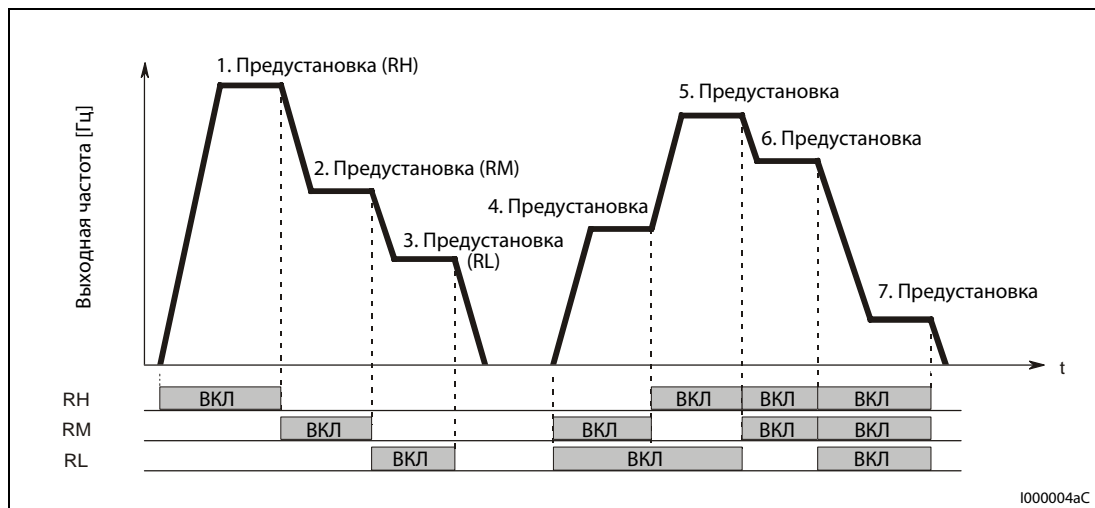 Выходная частота [Гц]
1. Предустановка (RH)
2. Предустановка (RM)
3. Предустановка
(RL)
4. Предустановка
5. Предустановка
6. Предустановка
7. Предустановка
t
RH ВКЛ ВКЛ ВКЛ ВКЛ
RM ВКЛ ВКЛ ВКЛ ВКЛ
RL ВКЛ ВКЛ ВКЛ
I000004aC